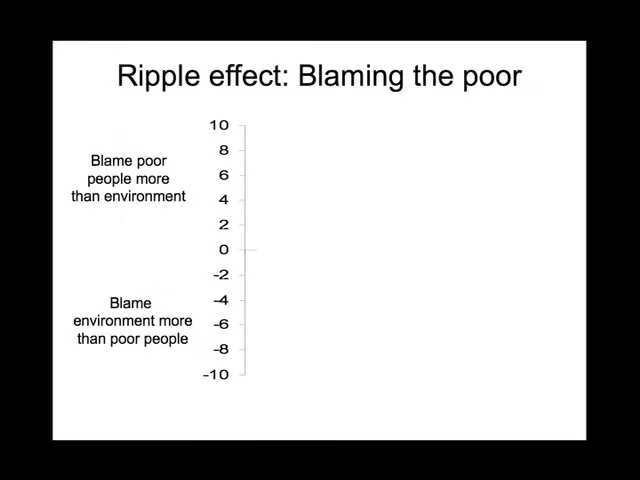 Ripple effect: Blaming the poor
10
8
Blame poor
people more
than environment
6
4
2
0
-2
-4
Blame
environment more
than poor people
-6
-8
-10